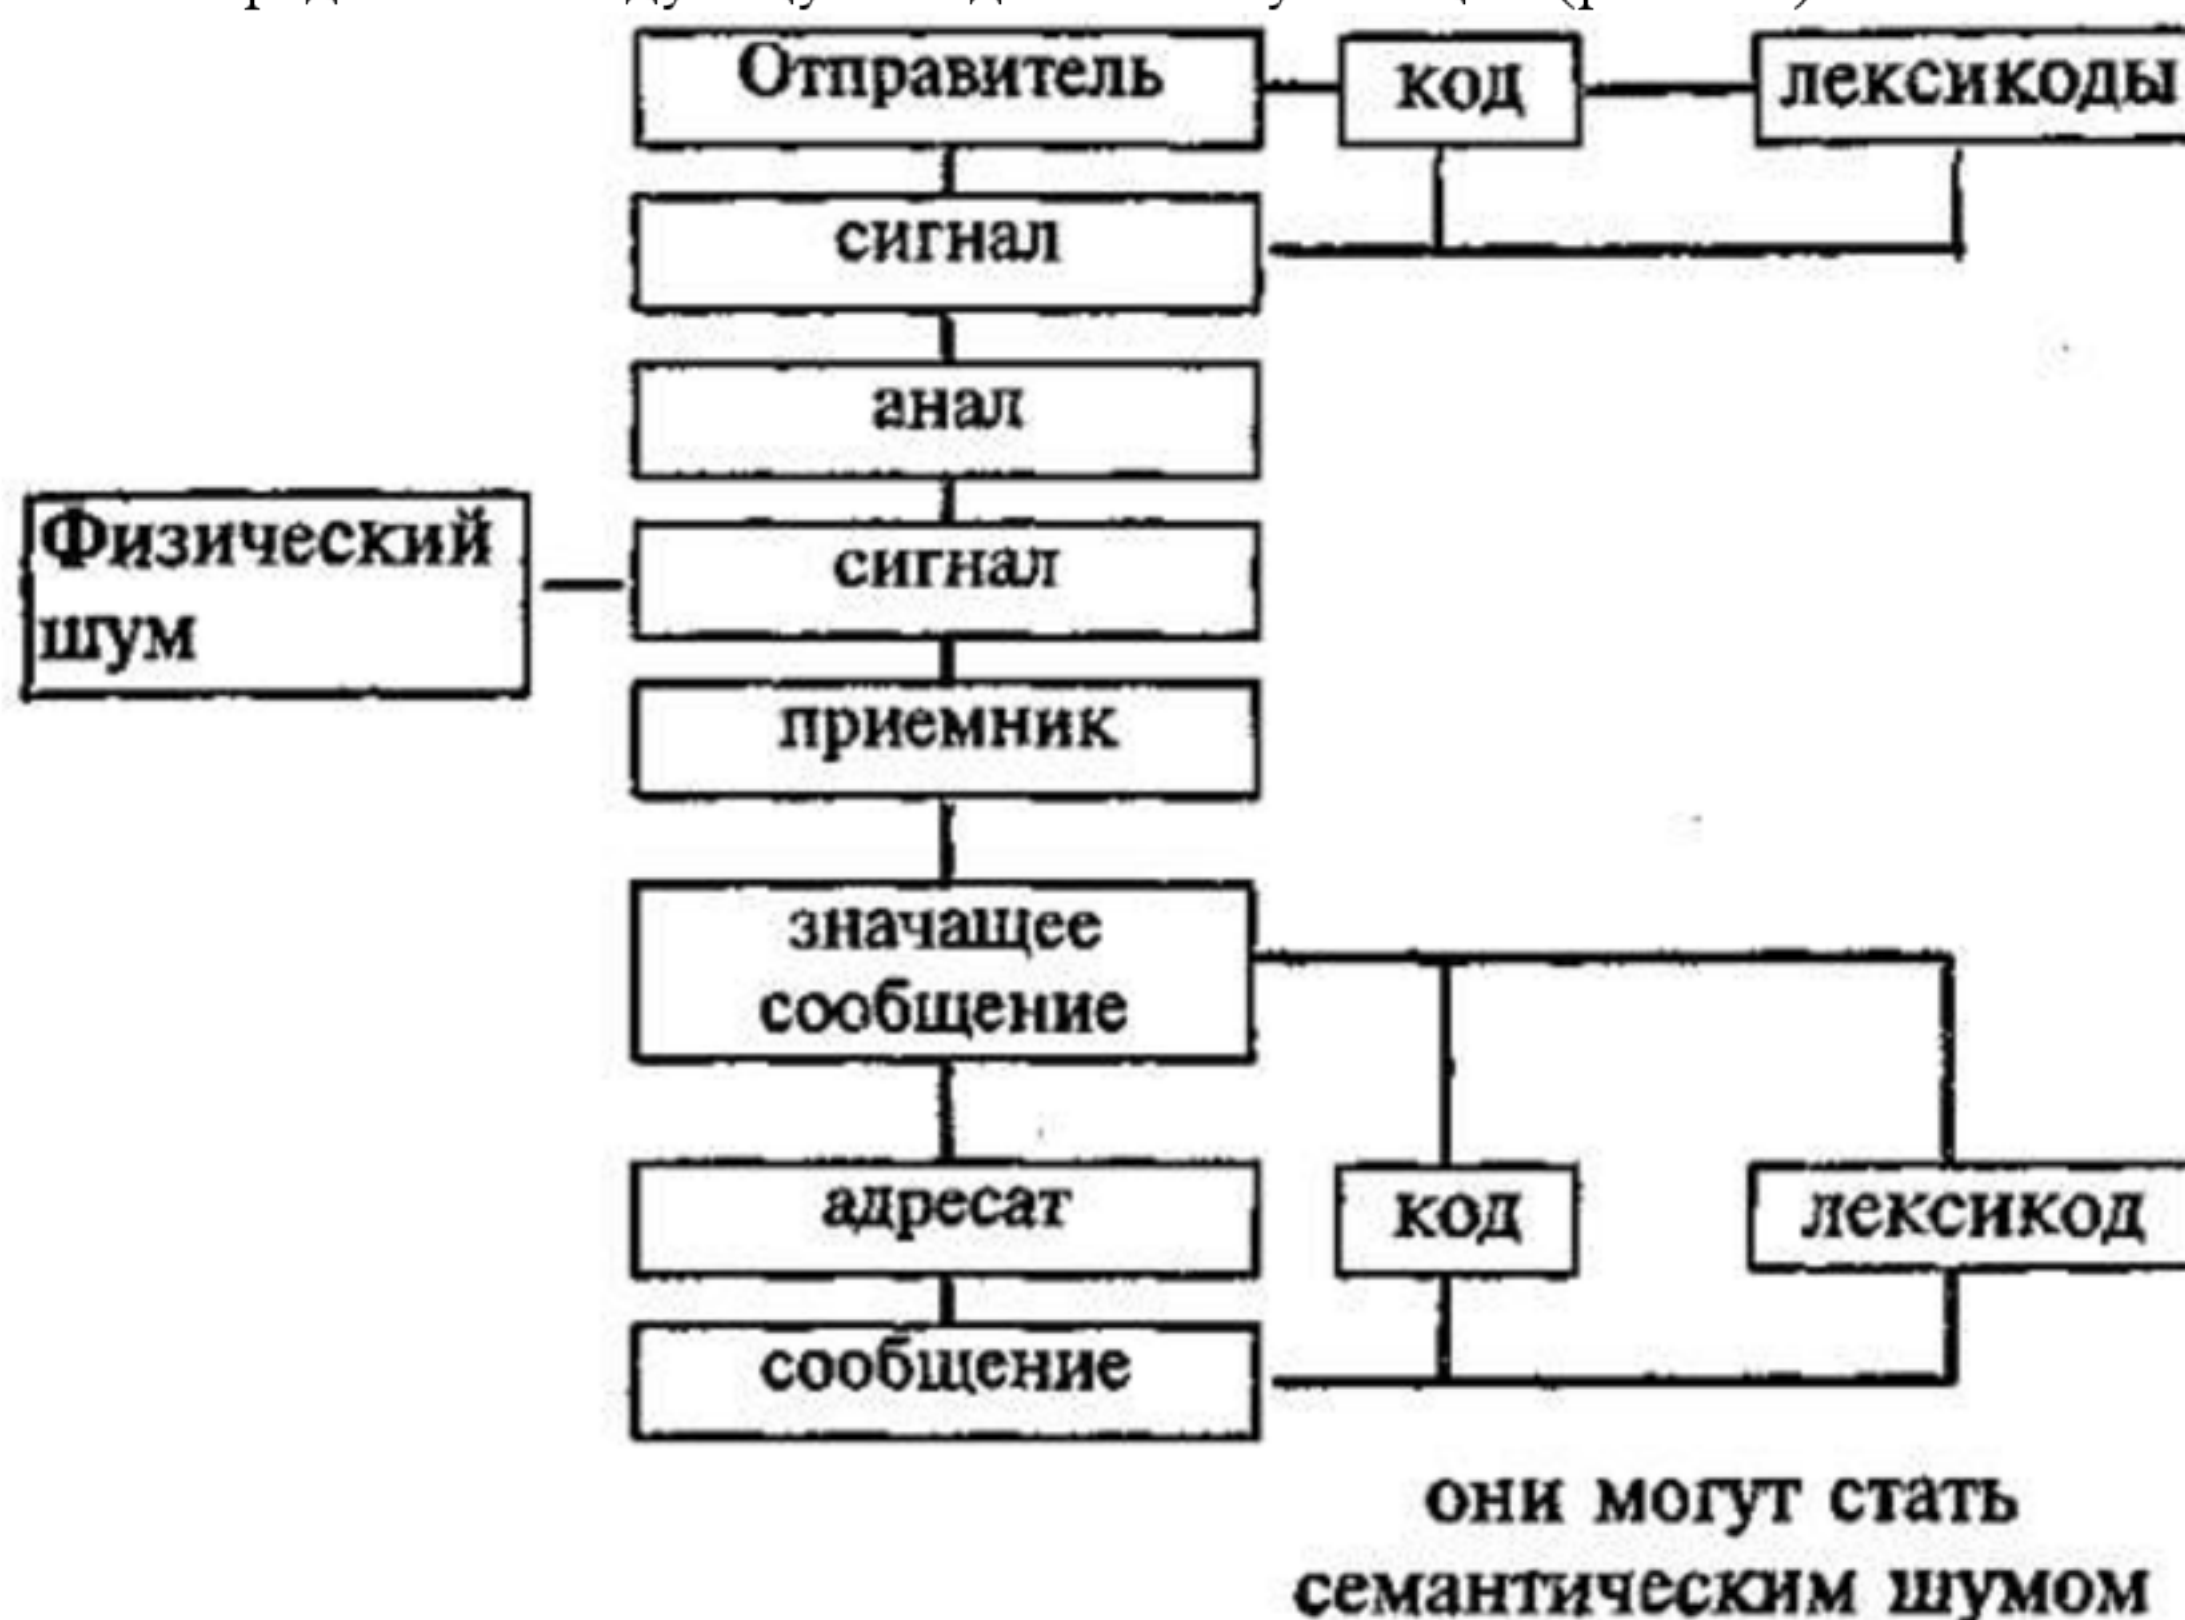 Отправитель
код
лексикоды
сигнал
анал
Физический
шум
сигнал
приемник
значащее
сообщение
адресат
код
лексикод
сообщение
они могут стать
семантическим шумом